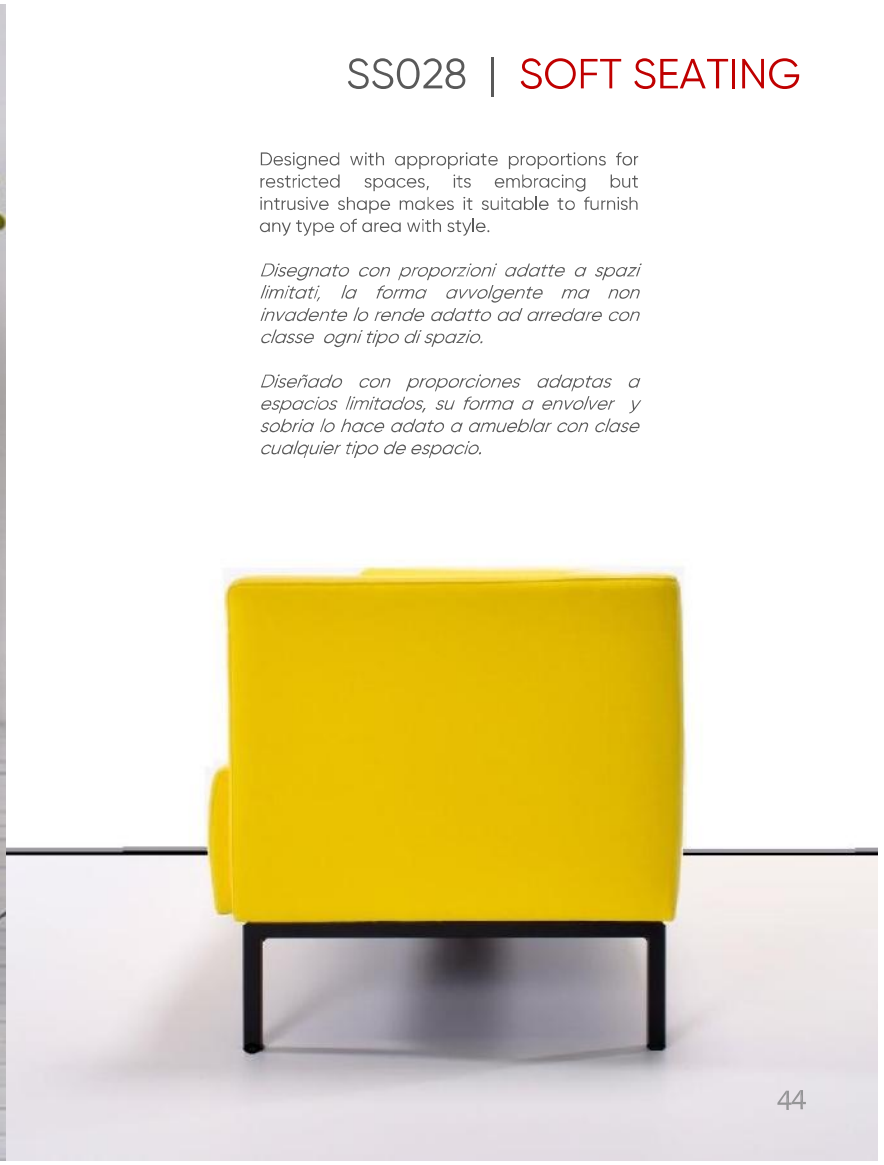 SS028 | SOFT SEATING
Designed with appropriate proportions for
restricted spaces, its embracing but
intrusive shape makes it suitable to furnish
any type of area with style.
Disegnato con proporzioni adatte a spazi
limitati, la forma avvolgente ma non
invadente lo rende adatto ad arredare con
classe ogni tipo di spazio.
Diseñado con proporciones adaptas a
espacios limitados, su forma a envolver y
sobria lo hace adato a amueblar con clase
cualquier tipo de espacio.
44